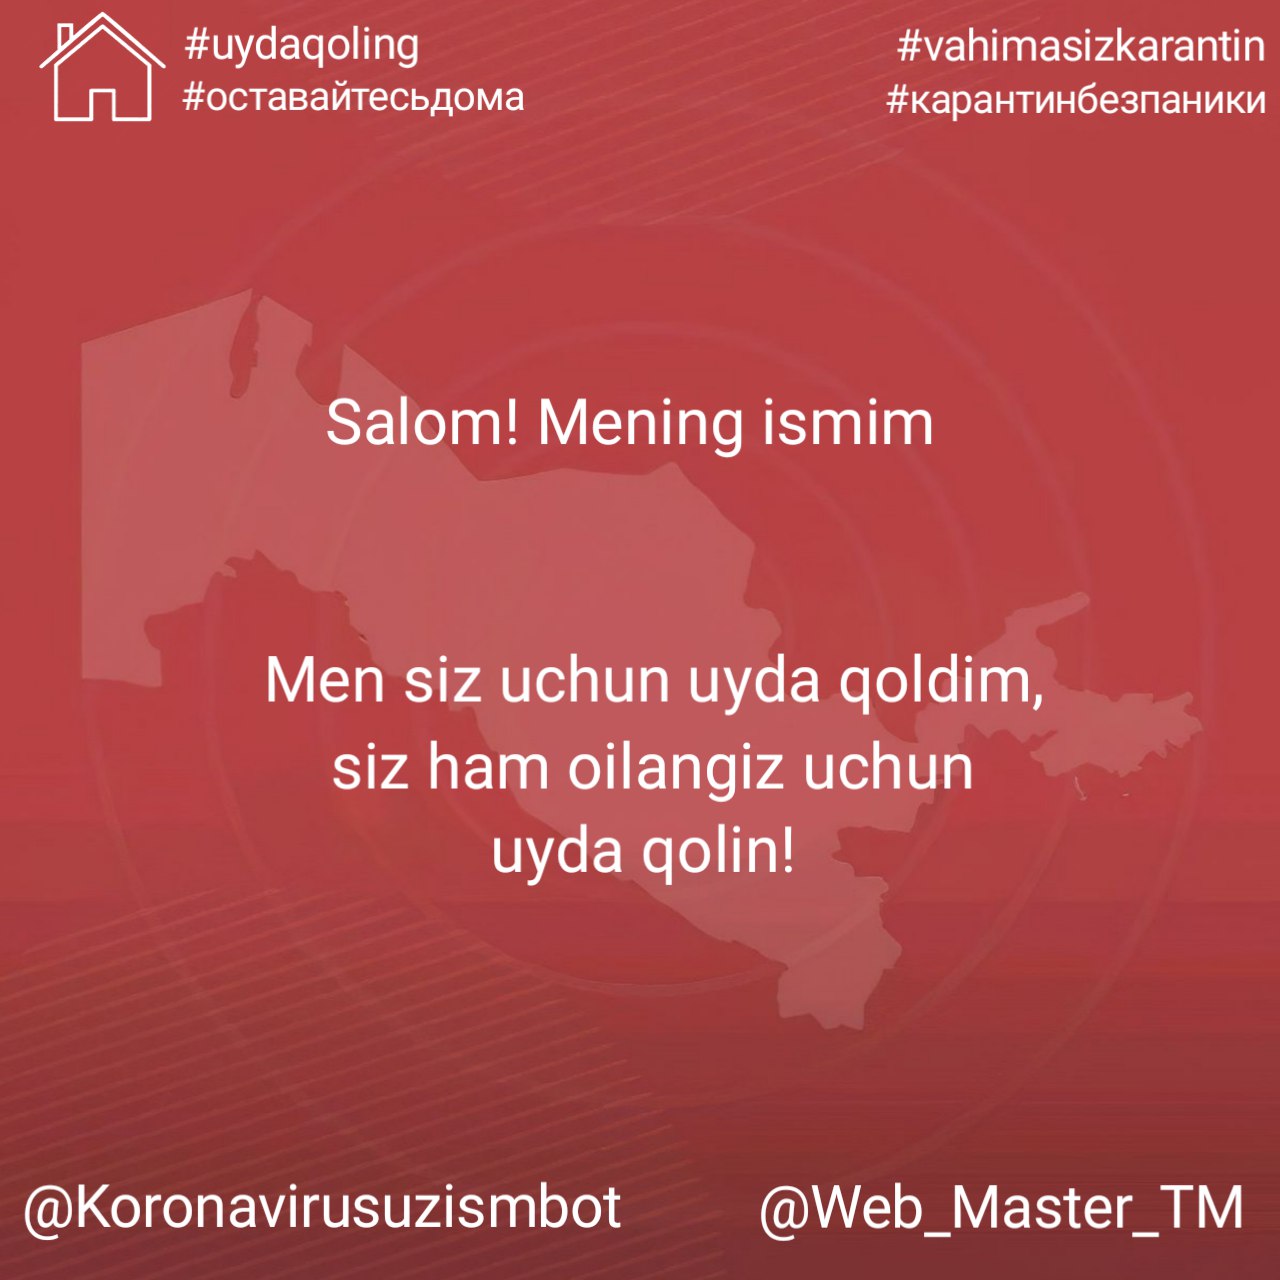 #uydaqoling
#оставайтесьдома
#vahimasizkarantin
#карантинбезпаники
Salom! Mening ismim
Men siz uchun uyda qoldim,
siz ham oilangiz uchun
uyda qolin!
@Koronavirusuzismbot
@Web_Master_TM